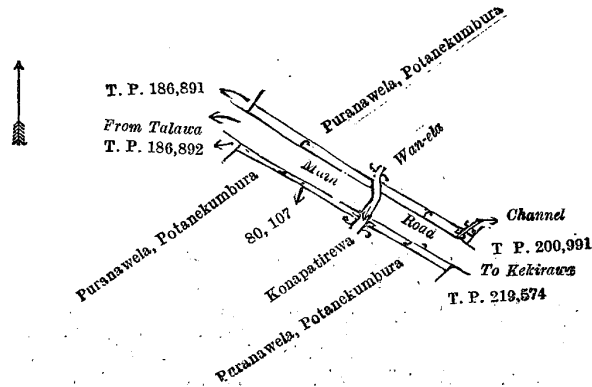 Puranawela, Potanekumbura
T. P. 186,891
From Talawa
T. P. 186,892
Wan-ela
Main Road
Channel
T P. 200,991
To Kekirawa
T. P. 219,574
Puranawela, Potanekumbura
80, 107
Konapatirewa
Puranawela, Potanekumbura